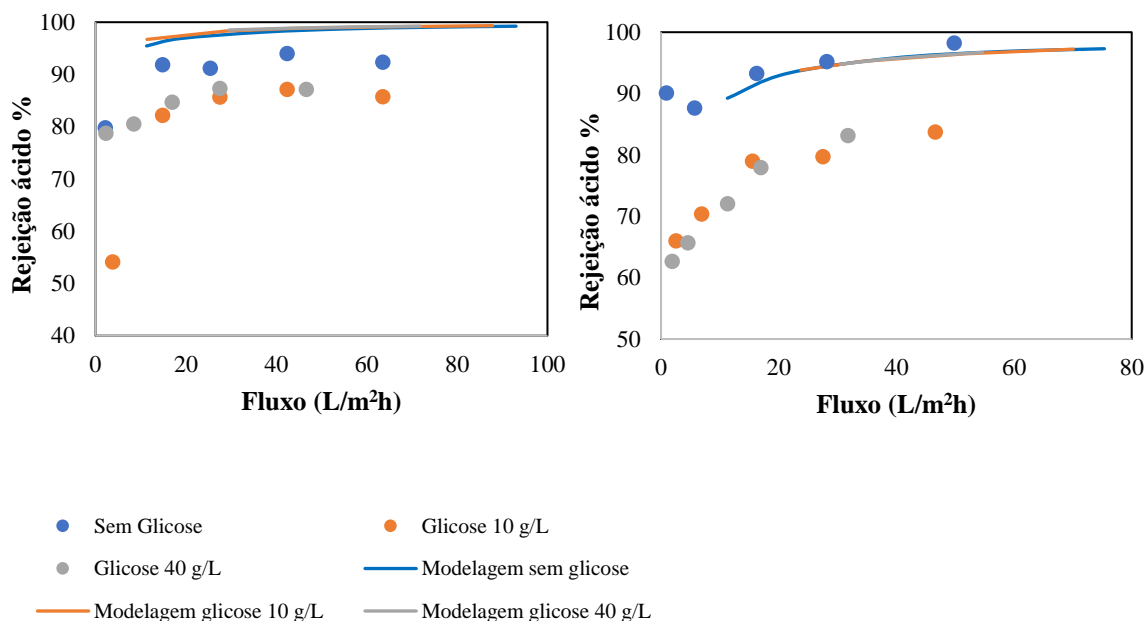 Rejeição ácido %
100
90
80
70
60
50
40
0 20 40 60 80 100
Fluxo (L/m²h)
Rejeição ácido %
100
90
80
70
60
50
0 20 40 60 80
Fluxo (L/m²h)
Sem Glicose Glicose 10 g/L
Glicose 40 g/L Modelagem sem glicose
Modelagem glicose 10 g/L Modelagem glicose 40 g/L